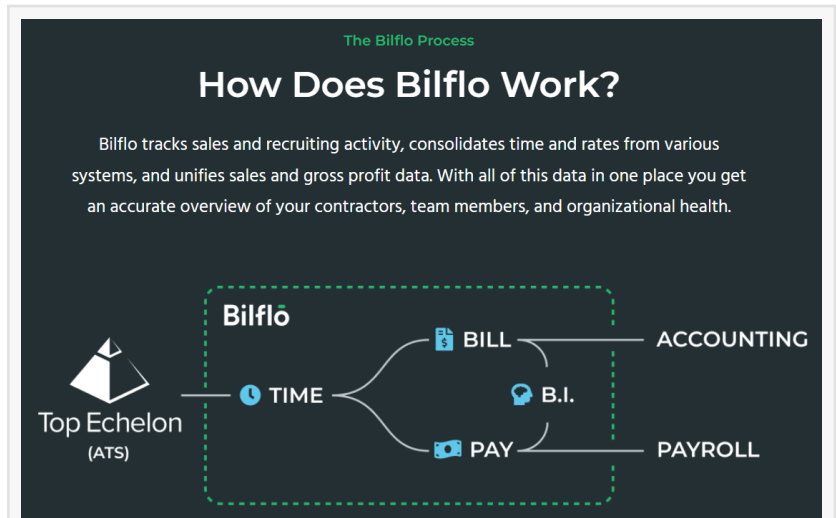 The Bilflo Process
How Does Bilflo Work?
Bilflo tracks sales and recruiting activity, consolidates time and rates from various
systems, and unifies sales and gross profit data. With all of this data in one place you get
an accurate overview of your contractors, team members, and organizational health.
Bilflō
BILL
ACCOUNTING
TIME
B.I.
Top Echelon
(ATS)
PAY
PAYROLL